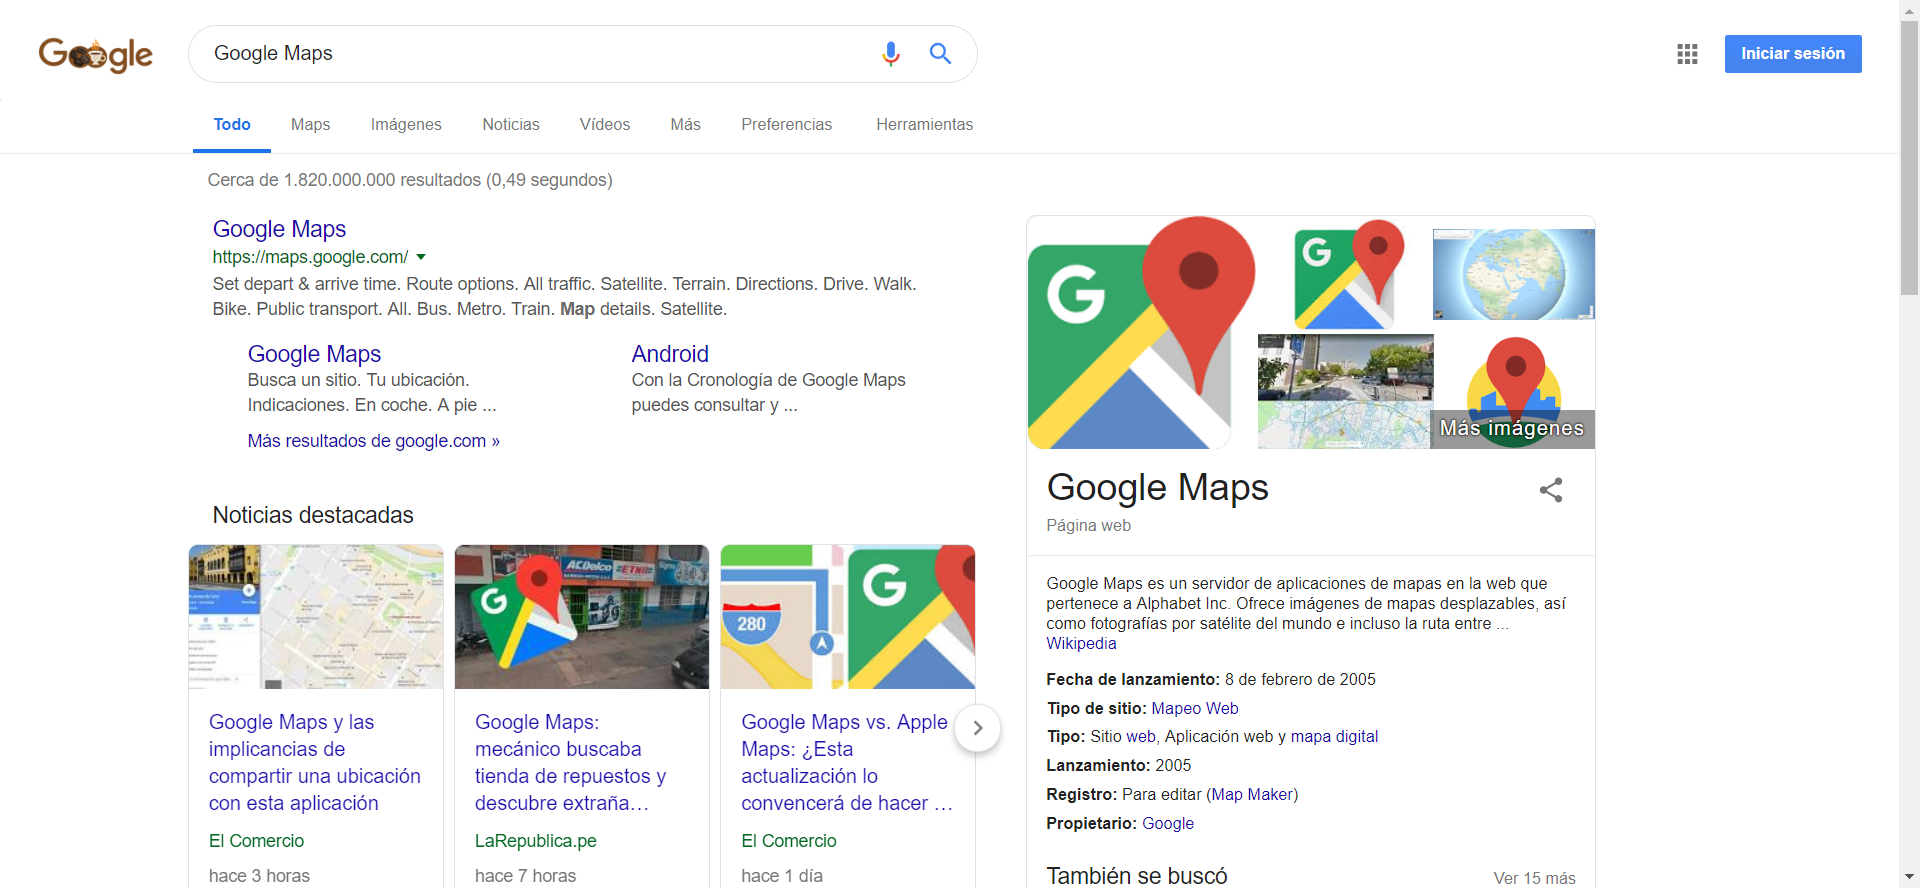 Google
Google Maps
Iniciar sesión
Todo
Maps
Imágenes
Noticias
Vídeos
Más
Preferencias
Herramientas
Cerca de 1.820.000.000 resultados (0,49 segundos)
Google Maps
https://maps.google.com/
Set depart & arrive time. Route options. All traffic. Satellite. Terrain. Directions. Drive. Walk.
Bike. Public transport. All. Bus. Metro. Train. Map details. Satellite.
Google Maps
Busca un sitio. Tu ubicación.
Indicaciones. En coche. A pie ...
Android
Con la Cronología de Google Maps
puedes consultar y ...
Más resultados de google.com »
Noticias destacadas
ACDelco
ETNA
280
G
Google Maps y las
implicancias de
compartir una ubicación
con esta aplicación
El Comercio
hace 3 horas
Google Maps:
mecánico buscaba
tienda de repuestos y
descubre extraña…
LaRepublica.pe
hace 7 horas
Google Maps vs. Apple
Maps: ¿Esta
actualización lo
convencerá de hacer …
El Comercio
hace 1 día
G
G
Más imágenes
Google Maps
Página web
Google Maps es un servidor de aplicaciones de mapas en la web que
pertenece a Alphabet Inc. Ofrece imágenes de mapas desplazables, así
como fotografías por satélite del mundo e incluso la ruta entre ...
Wikipedia
Fecha de lanzamiento: 8 de febrero de 2005
Tipo de sitio: Mapeo Web
Tipo: Sitio web, Aplicación web y mapa digital
Lanzamiento: 2005
Registro: Para editar (Map Maker)
Propietario: Google
También se buscó
Ver 15 más